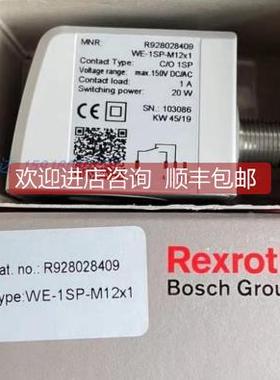 MNR: R928028409
WE-1SP-M12x1
Contact Type: C/O 1SP
Voltage range: max.150V DC/AC
Contact load: 1 A
Switching power: 20 W
SN.: 103086
KW 45/19
欢迎进店咨询 顺丰包邮
at. no.: R928028409
ype:WE-1SP-M12x1
Rexrot
Bosch Grou